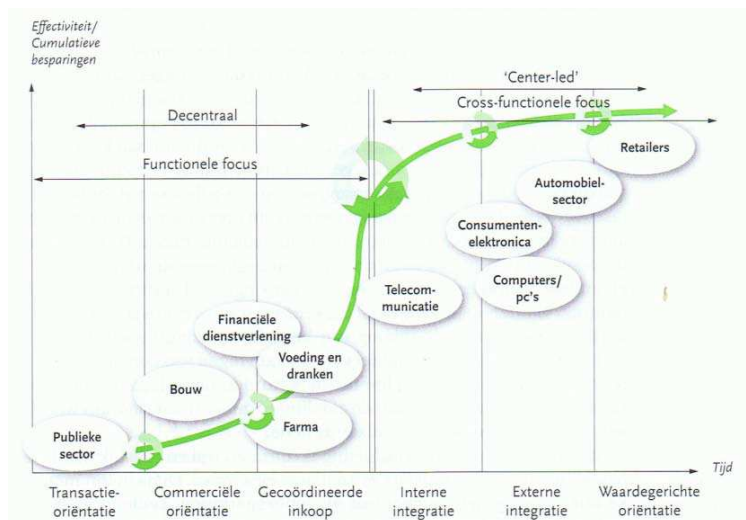 Effectiviteit/
Cumulatieve
besparingen
‘Center-led’
Decentraal
Cross-functionele focus
Functionele focus
Retailers
Automobiel-
sector
Consumenten-
elektronica
Computers/
pc’s
Telecom-
municatie
Financiële
dienstverlening
Voeding en
dranken
Bouw
Farma
Publieke
sector
Tijd
Transactie-
oriëntatie
Commerciële
oriëntatie
Gecoördineerde
inkoop
Interne
integratie
Externe
integratie
Waardegerichte
oriëntatie